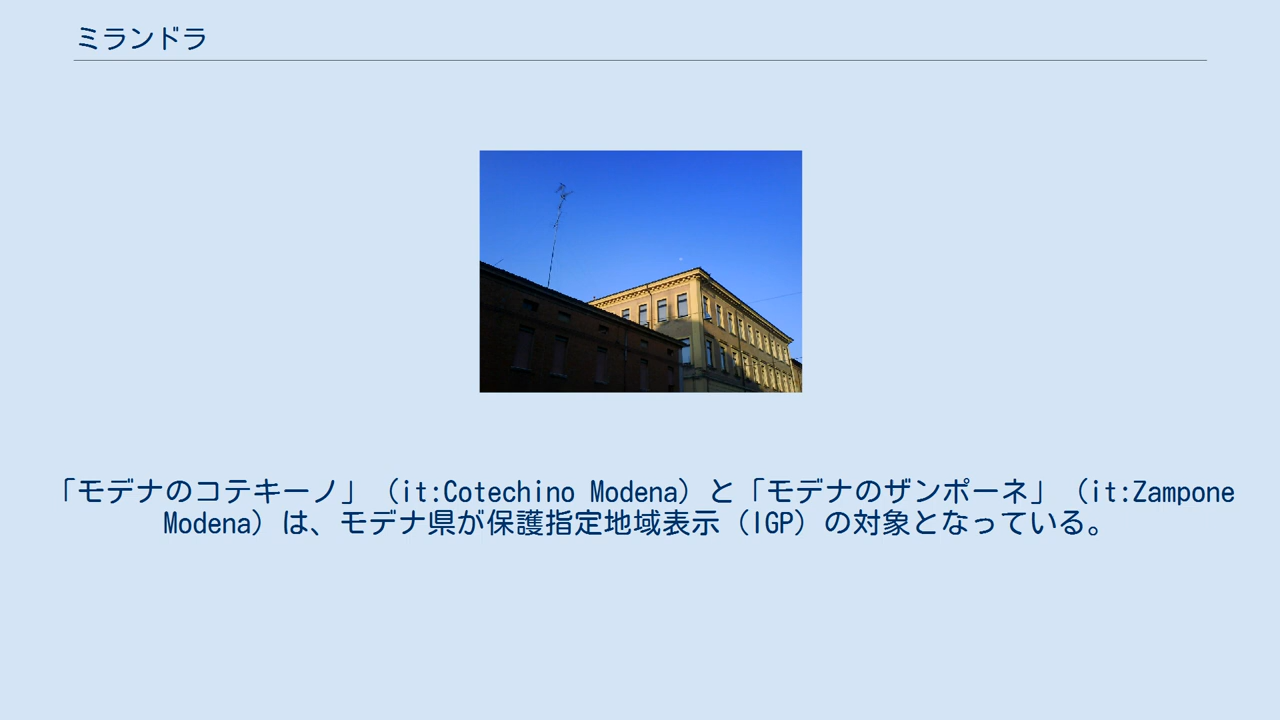 ミランドラ
「モデナのコテキーノ」（it:Cotechino Modena）と「モデナのザンポーネ」（it:Zampone
Modena）は、モデナ県が保護指定地域表示（IGP）の対象となっている。